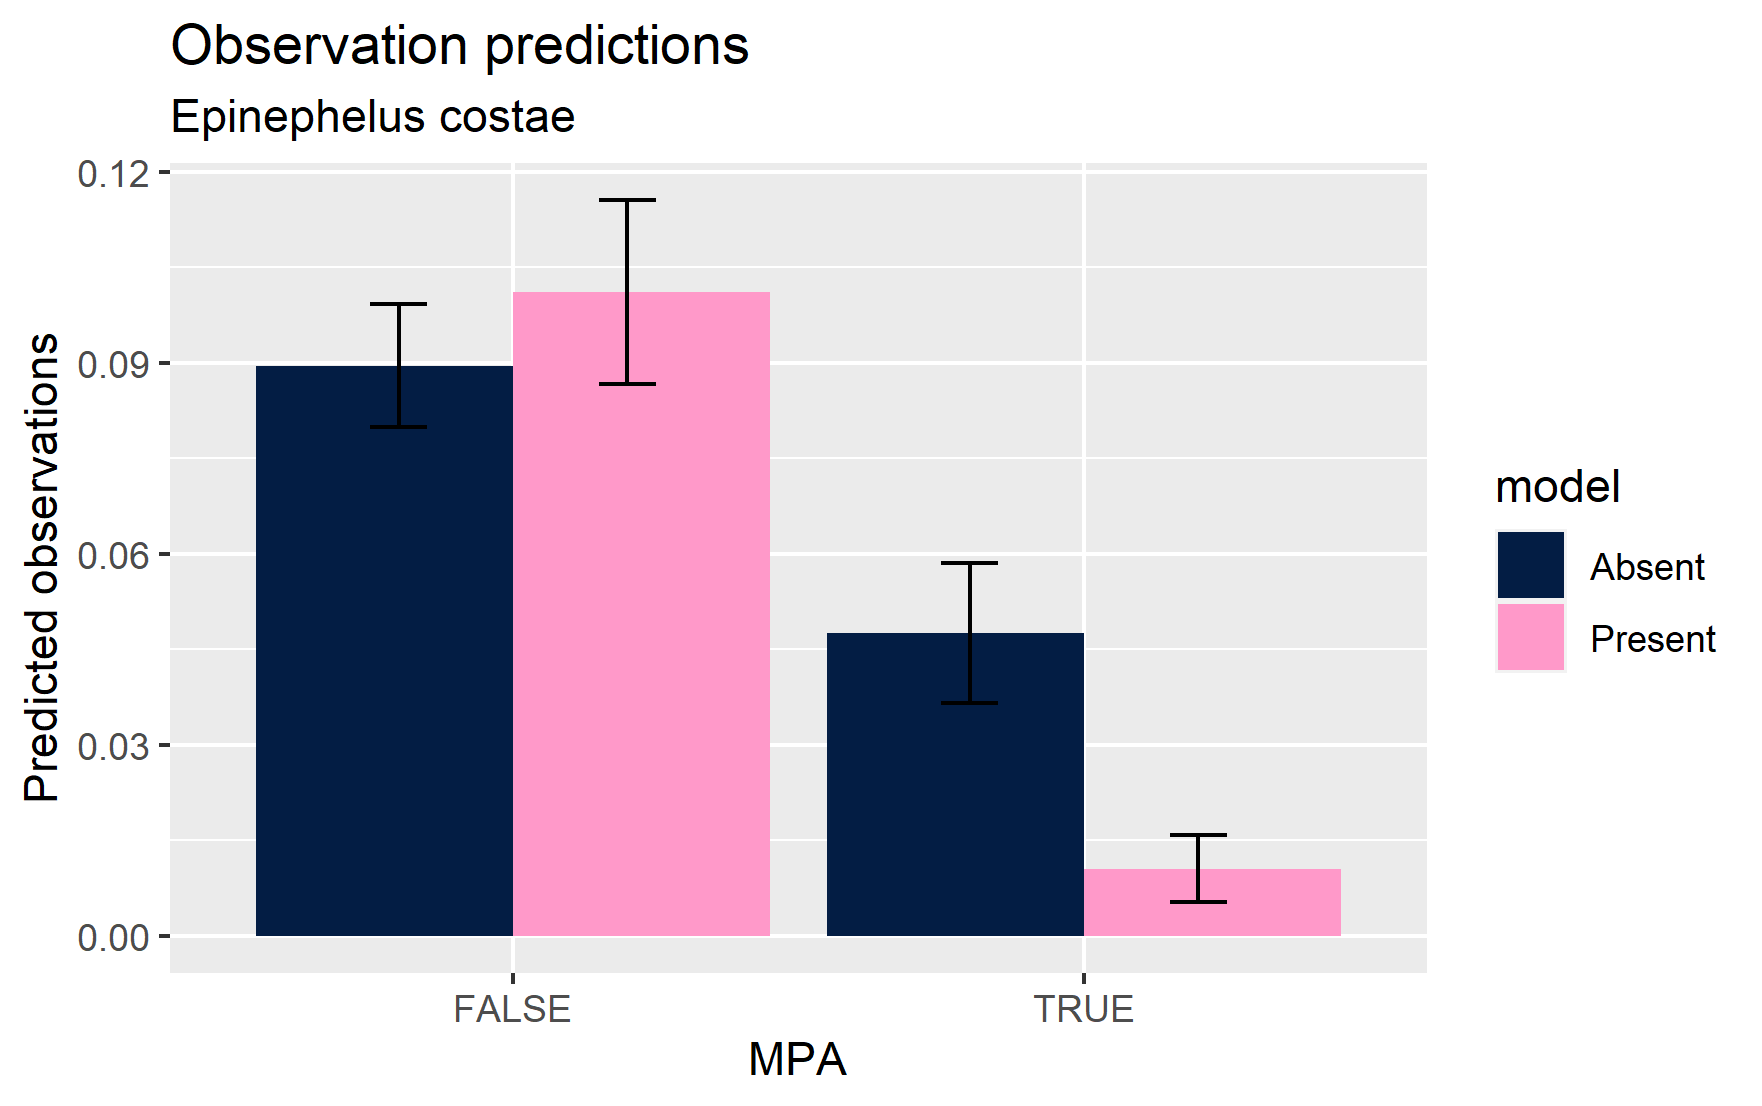 Observation predictions
Epinephelus costae
0.12
0.09
0.06
0.03
0.00
Predicted observations
FALSE
TRUE
MPA
model
Absent
Present